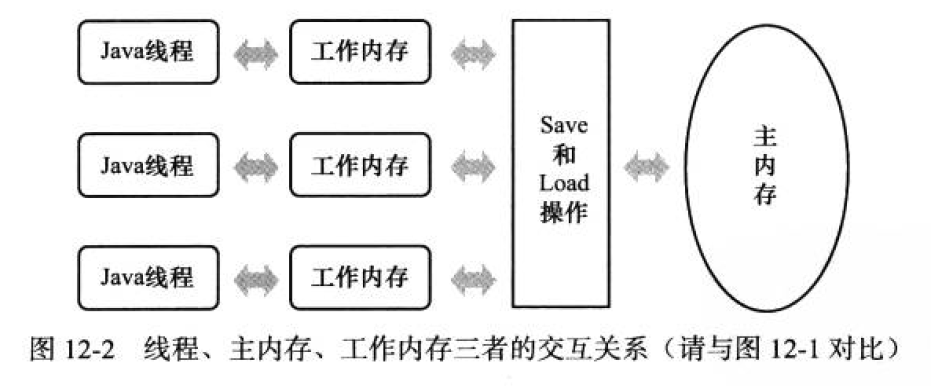 Java线程 工作内存
Save
和
Load
操作
主
内
存
Java线程 工作内存
Java线程 工作内存
图 12-2 线程、主内存、工作内存三者的交互关系（请与图 12-1 对比）